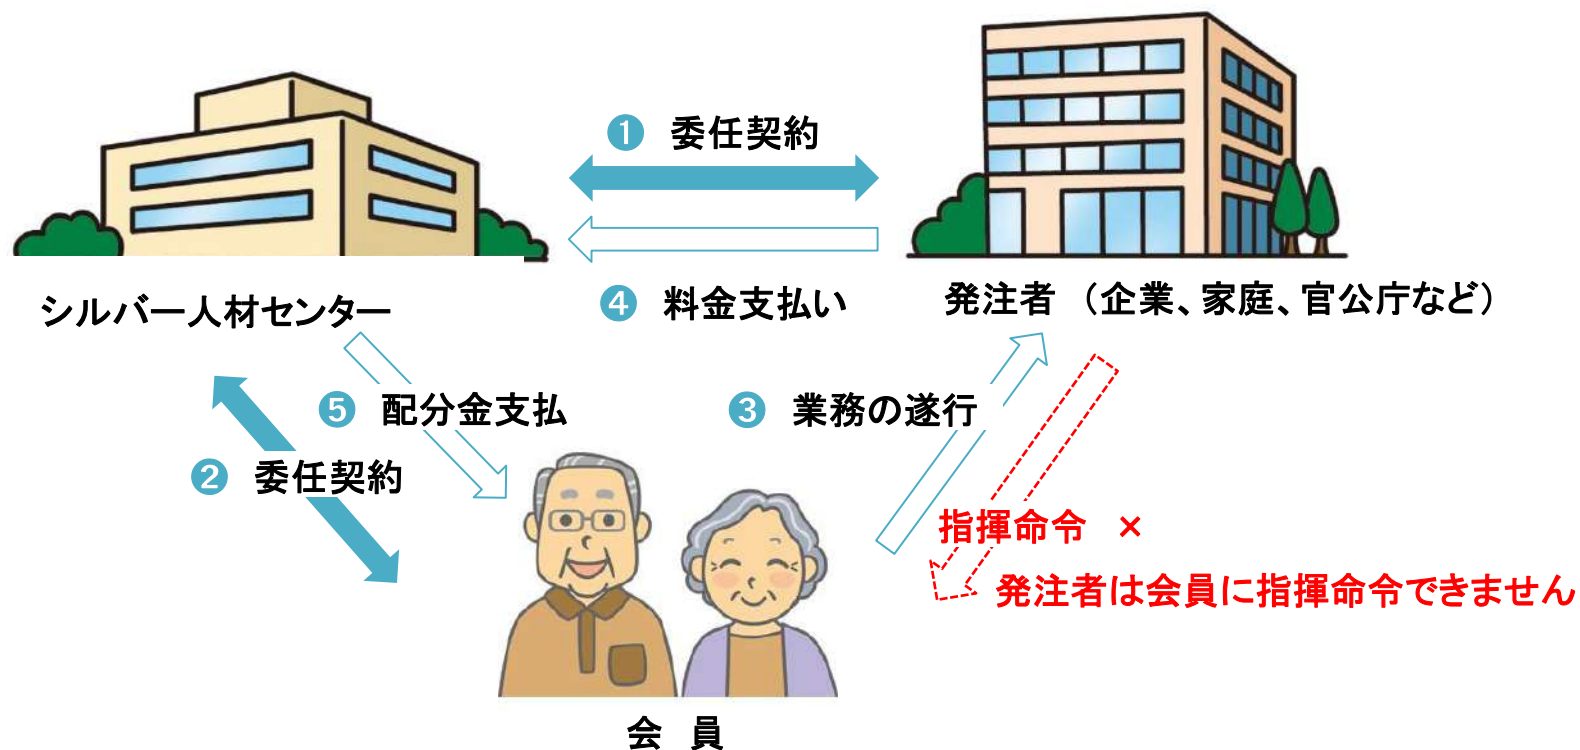 ❶ 委任契約
❹ 料金支払い
シルバー人材センター
発注者 （企業、家庭、官公庁など）
❺ 配分金支払
❸ 業務の遂行
❷ 委任契約
指揮命令 ×
発注者は会員に指揮命令できません
会 員